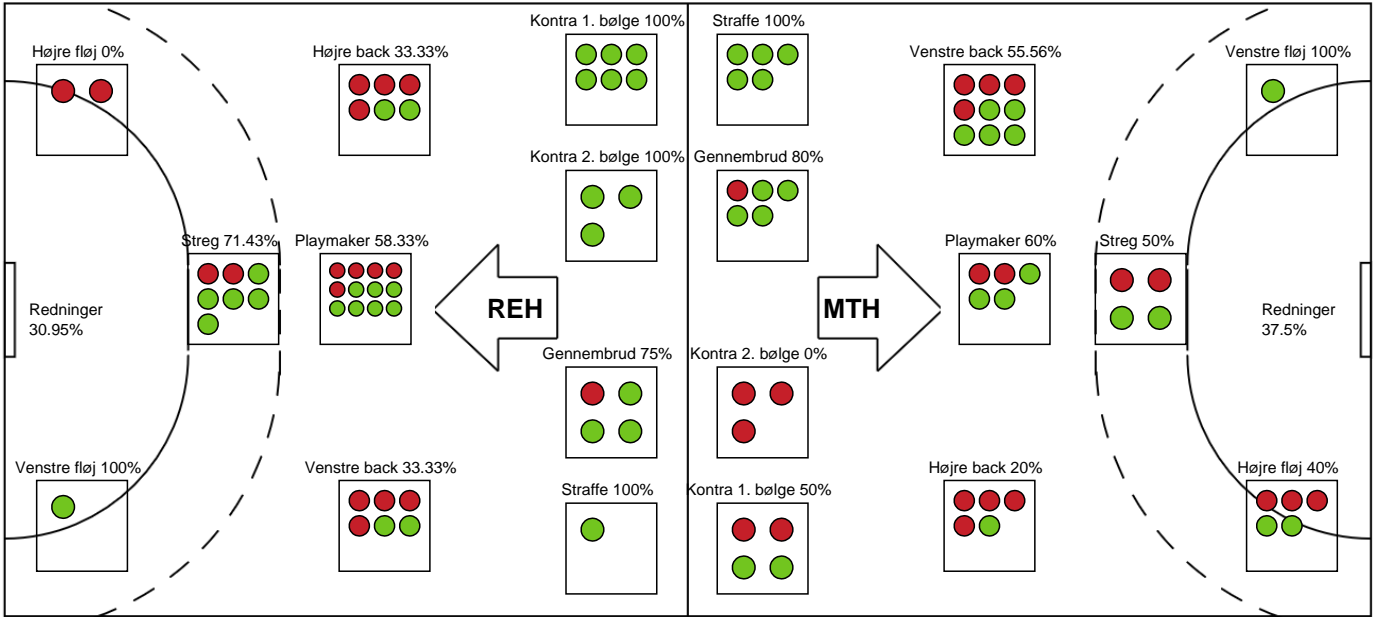 Kontra 1. bølge 100%
Straffe 100%
Højre fløj 0%
Højre back 33.33%
Venstre back 55.56%
Venstre fløj 100%
Kontra 2. bølge 100%
Gennembrud 80%
Streg 71.43%
Playmaker 58.33%
Playmaker 60%
Streg 50%
Redninger
30.95%
REH
MTH
Redninger
37.5%
Gennembrud 75%
Kontra 2. bølge 0%
Venstre fløj 100%
Venstre back 33.33%
Højre back 20%
Højre fløj 40%
Straffe 100%
Kontra 1. bølge 50%